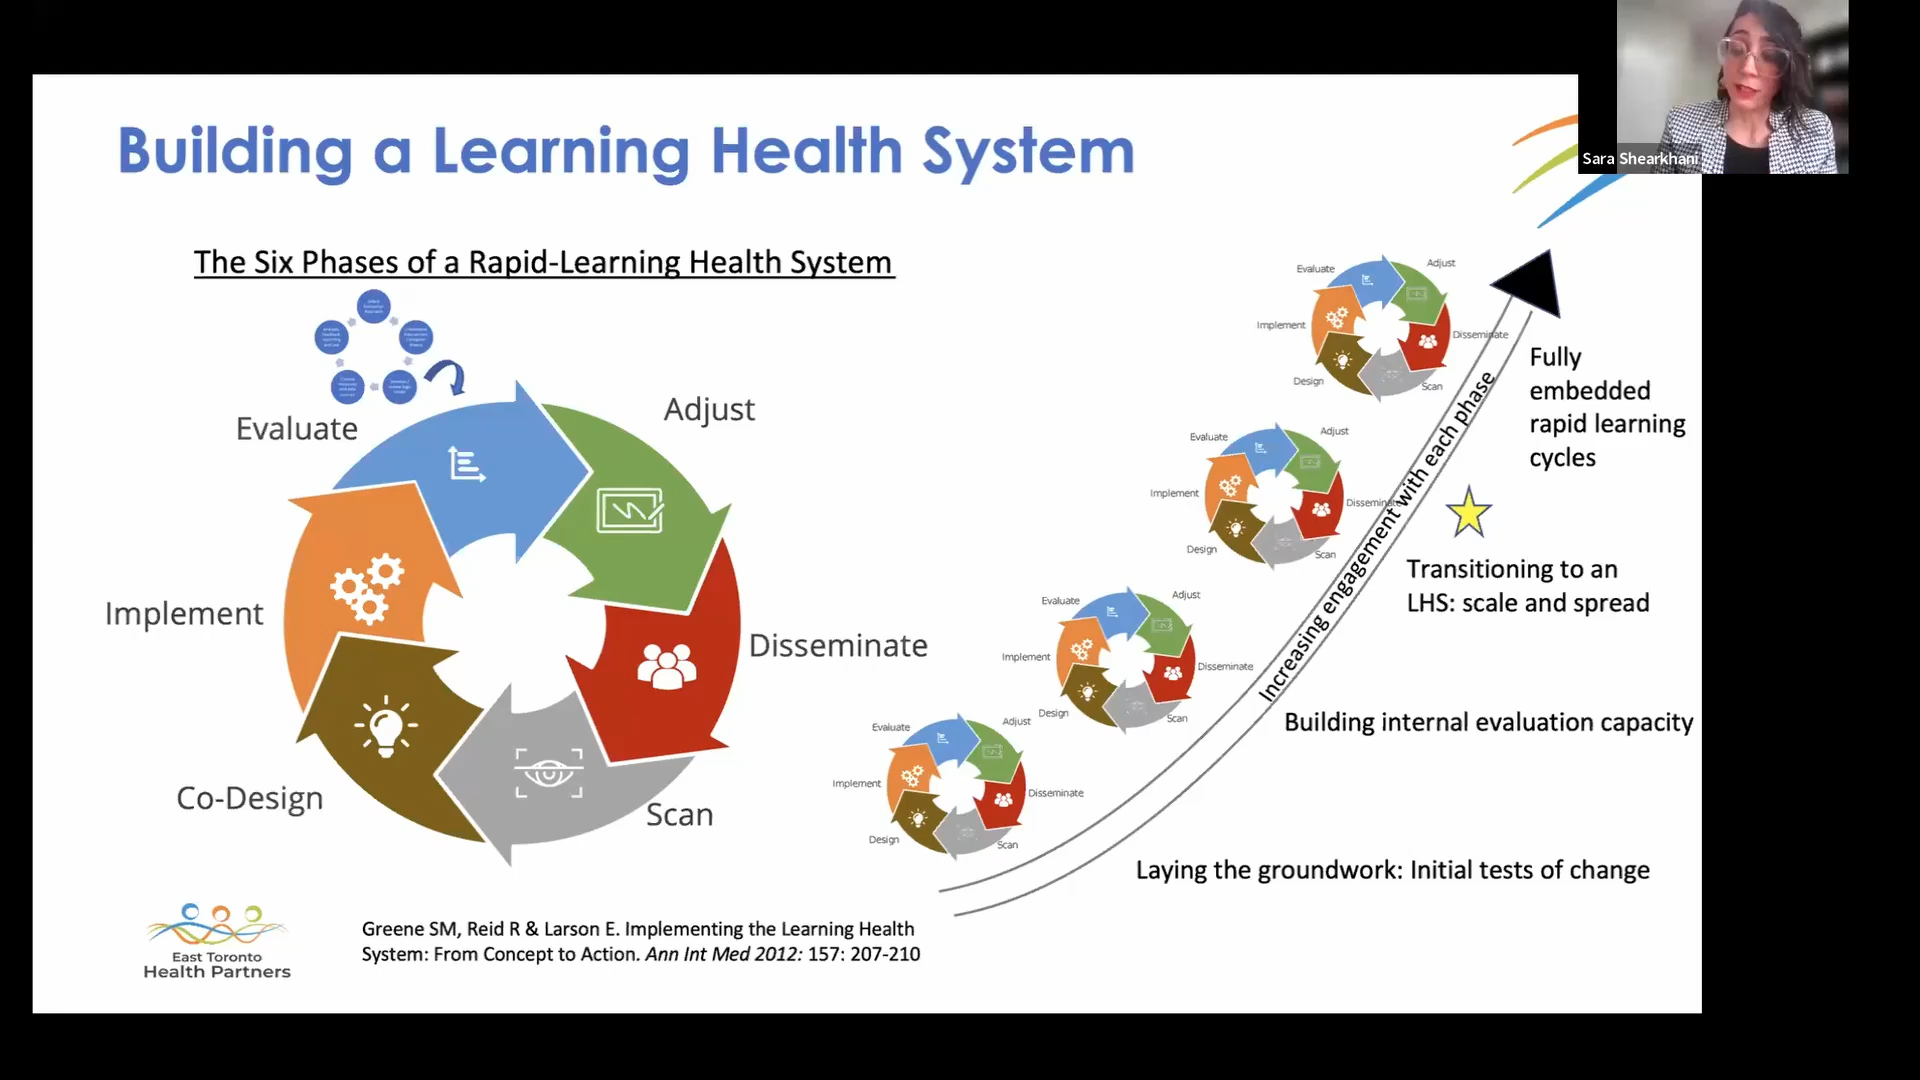 Building a Learning Health System
Sara Shearkhani
The Six Phases of a Rapid-Learning Health System
Evaluate
Adjust
Implement
Disseminate
Co-Design
Scan
Evaluate
Adjust
Implement
Disseminate
Design
Scan
Evaluate
Adjust
Implement
Disseminate
Design
Scan
Evaluate
Adjust
Implement
Disseminate
Design
Scan
Evaluate
Adjust
Implement
Disseminate
Design
Scan
Increasing engagement with each phase
Fully
embedded
rapid learning
cycles
Transitioning to an
LHS: scale and spread
Building internal evaluation capacity
Laying the groundwork: Initial tests of change
East Toronto
Health Partners
Greene SM, Reid R & Larson E. Implementing the Learning Health
System: From Concept to Action. Ann Int Med 2012: 157: 207-210